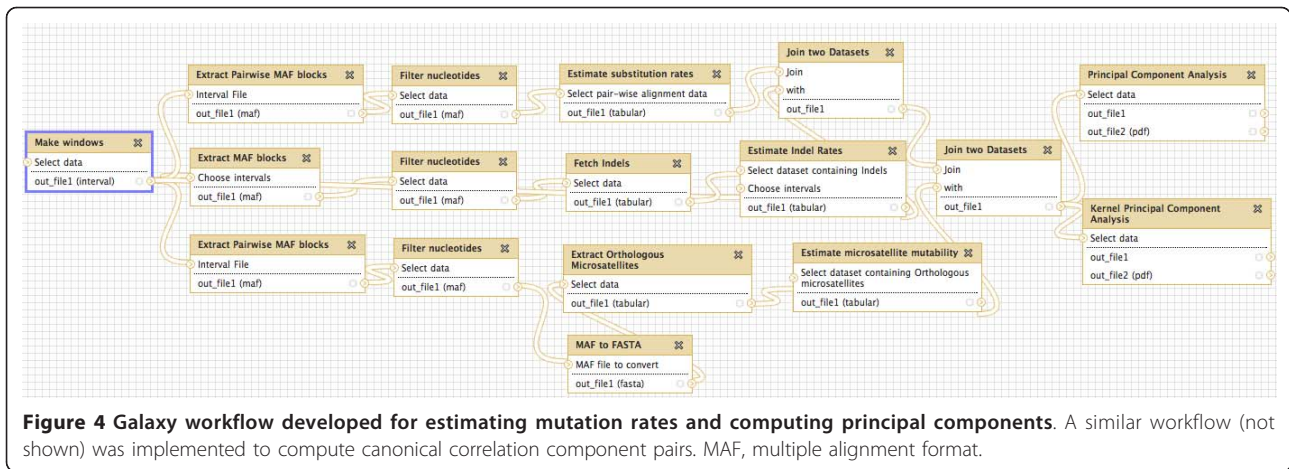 Make windows
Select data
out_file1 (interval)
Extract Pairwise MAF blocks
Interval File
out_file1 (maf)
Filter nucleotides
Select data
out_file1 (maf)
Estimate substitution rates
Select pair-wise alignment data
out_file1 (tabular)
Join two Datasets
Join
with
out_file1
Extract MAF blocks
Choose intervals
out_file1 (maf)
Filter nucleotides
Select data
out_file1 (maf)
Fetch Indels
Select data
out_file1 (tabular)
Estimate Indel Rates
Select dataset containing Indels
Choose intervals
out_file1 (tabular)
Join two Datasets
Join
with
out_file1
Principal Component Analysis
Select data
out_file1
out_file2 (pdf)
Kernel Principal Component
Analysis
Select data
out_file1
out_file2 (pdf)
Extract Pairwise MAF blocks
Interval File
out_file1 (maf)
Filter nucleotides
Select data
out_file1 (maf)
Extract Orthologous
Microsatellites
Select data
out_file1 (tabular)
Estimate microsatellite mutability
Select dataset containing Orthologous
microsatellites
out_file1 (tabular)
MAF to FASTA
MAF file to convert
out_file1 (fasta)
Figure 4 Galaxy workflow developed for estimating mutation rates and computing principal components. A similar workflow (not
shown) was implemented to compute canonical correlation component pairs. MAF, multiple alignment format.